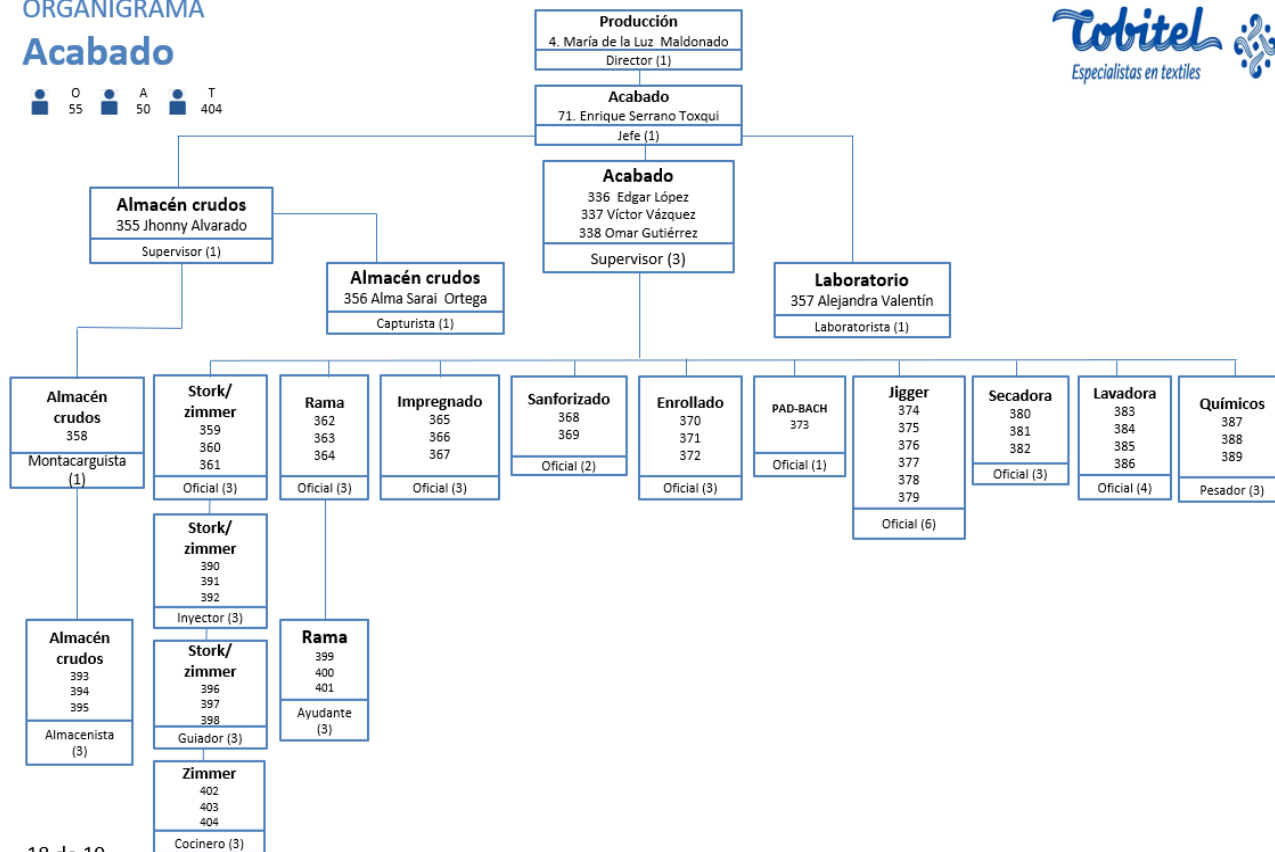 ORGANIGRAMA
Acabado
O
55
A
50
T
404
Tobitel
Especialistas en textiles
Producción
4. María de la Luz Maldonado
Director (1)
Acabado
71. Enrique Serrano Toxqui
Jefe (1)
Almacén crudos
355 Jhonny Alvarado
Supervisor (1)
Acabado
336 Edgar López
337 Víctor Vázquez
338 Omar Gutiérrez
Supervisor (3)
Almacén crudos
356 Alma Sarai Ortega
Capturista (1)
Laboratorio
357 Alejandra Valentín
Laboratorista (1)
Almacén
crudos
358
Montacarguista
(1)
Stork/
zimmer
359
360
361
Oficial (3)
Rama
362
363
364
Oficial (3)
Impregnado
365
366
367
Oficial (3)
Sanforizado
368
369
Oficial (2)
Enrollado
370
371
372
Oficial (3)
PAD-BACH
373
Oficial (1)
Jigger
374
375
376
377
378
379
Oficial (6)
Secadora
380
381
382
Oficial (3)
Lavadora
383
384
385
386
Oficial (4)
Químicos
387
388
389
Pesador (3)
Stork/
zimmer
390
391
392
Inyector (3)
Almacén
crudos
393
394
395
Almacenista
(3)
Stork/
zimmer
396
397
398
Guiador (3)
Rama
399
400
401
Ayudante
(3)
Zimmer
402
403
404
Cocinero (3)